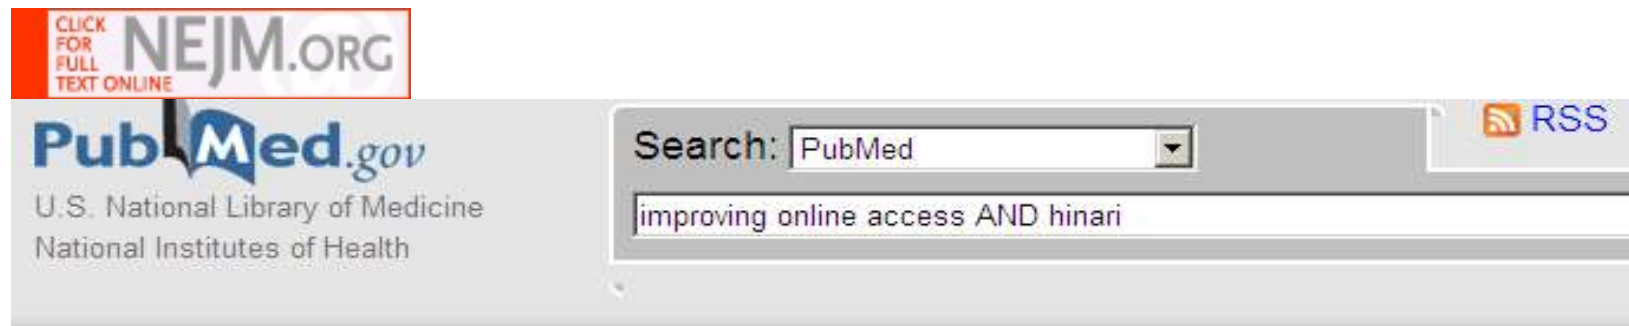 CLICK
FOR
FULL
TEXT ONLINE
NEJM.ORG
PubMed.gov
U.S. National Library of Medicine
National Institutes of Health
Search: PubMed
improving online access AND hinari
RSS